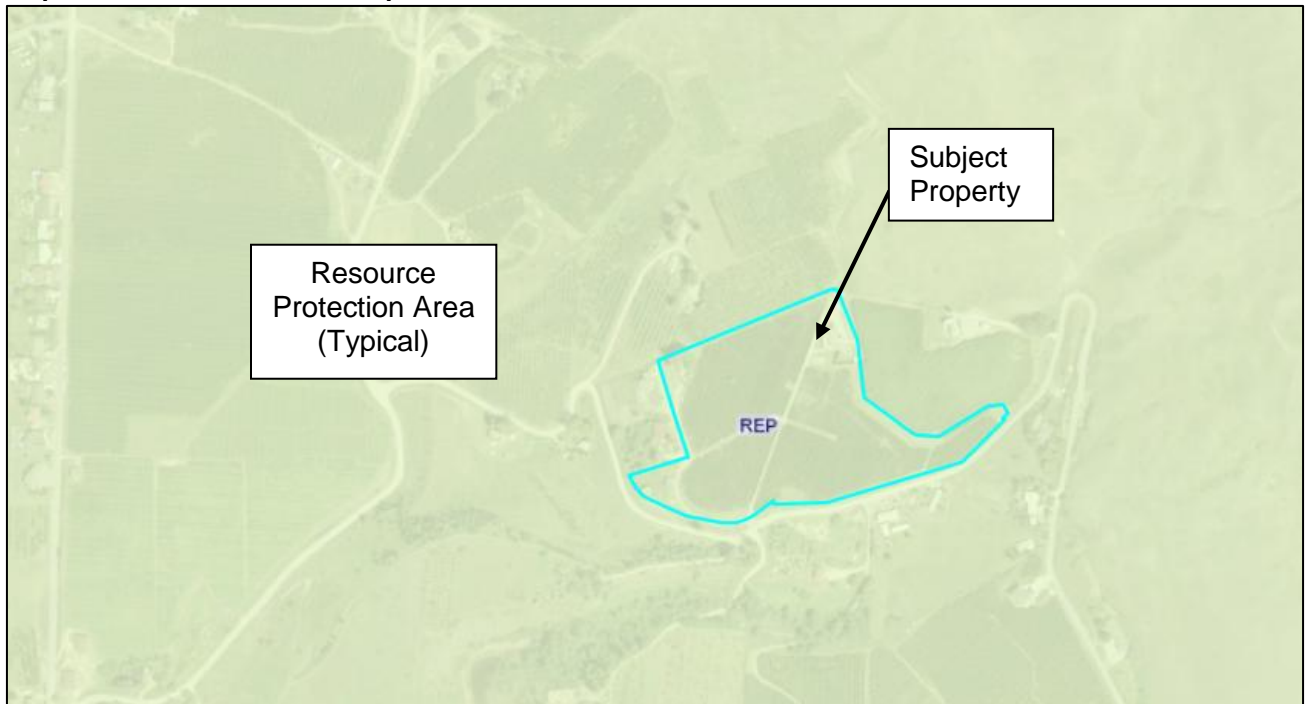 Subject
Property
Resource
Protection Area
(Typical)
REP